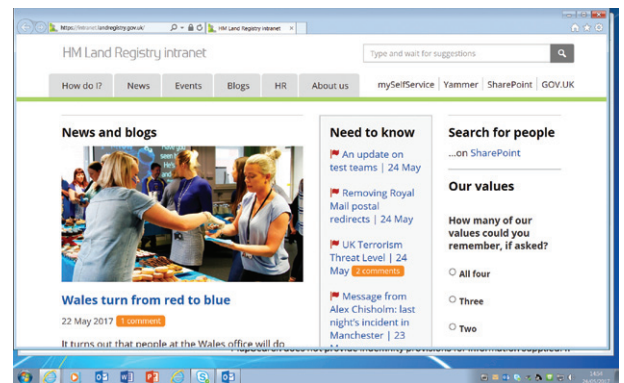 https://intranet.landregistry.gov.uk/
HM Land Registry intranet
HM Land Registry intranet
Type and wait for suggestions
How do I?
News
Events
Blogs
HR
About us
mySelfService
Yammer
SharePoint
GOV.UK
News and blogs
Wales turn from red to blue
22 May 2017 1 comment
It turns out that people at the Wales office will do
Need to know
An update on
test teams | 24 May
Removing Royal
Mail postal
redirects | 24 May
UK Terrorism
Threat Level | 24
May 2 comments
Message from
Alex Chisholm: last
night's incident in
Manchester | 23
Search for people
...on SharePoint
Our values
How many of our
values could you
remember, if asked?
All four
Three
Two
14:54